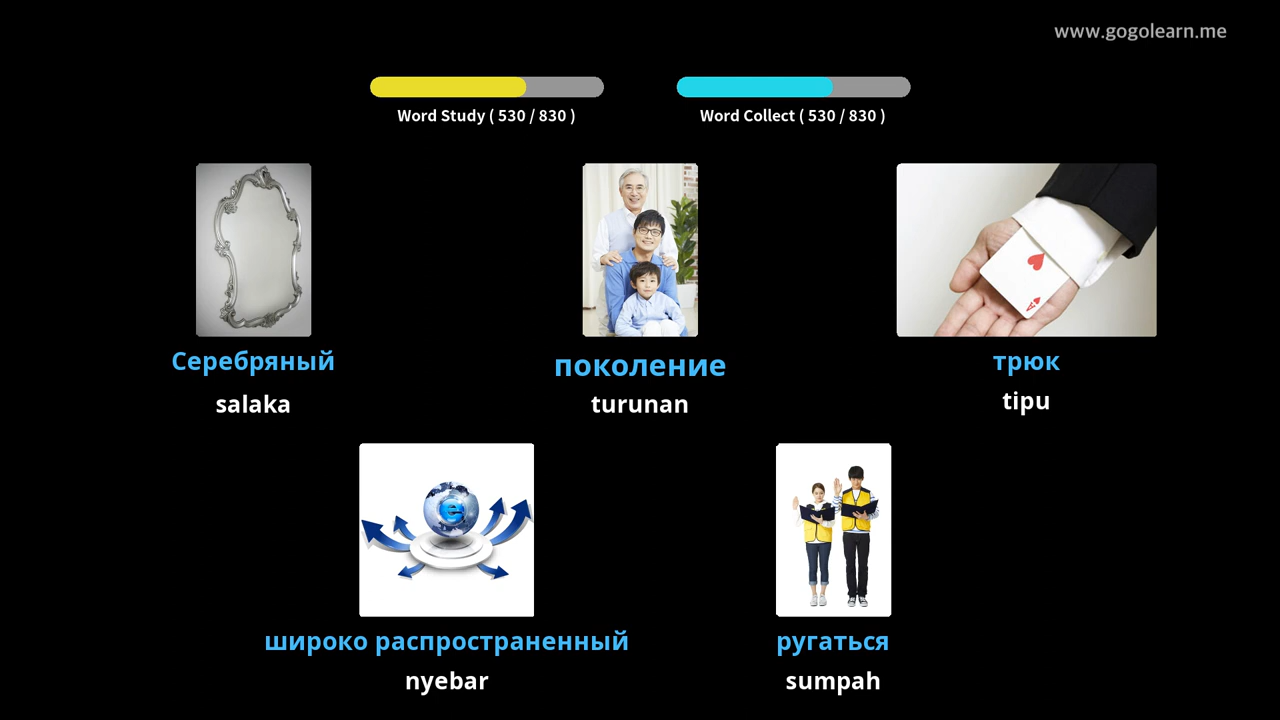 www.gogolearn.me
Word Study ( 530 / 830 )
Word Collect ( 530 / 830 )
Серебряный
salaka
поколение
turunan
трюк
tipu
широко распространенный
nyebar
ругаться
sumpah